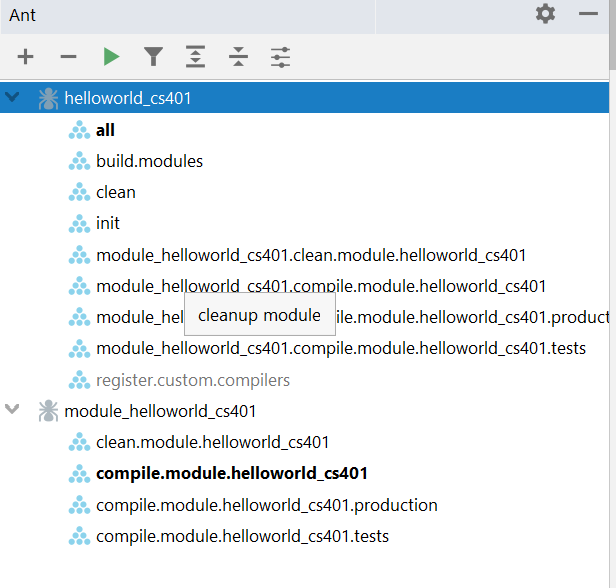 Ant
helloworld_cs401
all
build.modules
clean
init
module_helloworld_cs401.clean.module.helloworld_cs401
module_helloworld_cs401.compile.module.helloworld_cs401
module_hel
cleanup module
ile.module.helloworld_cs401.product
module_helloworld_cs401.compile.module.helloworld_cs401.tests
register.custom.compilers
module_helloworld_cs401
clean.module.helloworld_cs401
compile.module.helloworld_cs401
compile.module.helloworld_cs401.production
compile.module.helloworld_cs401.tests